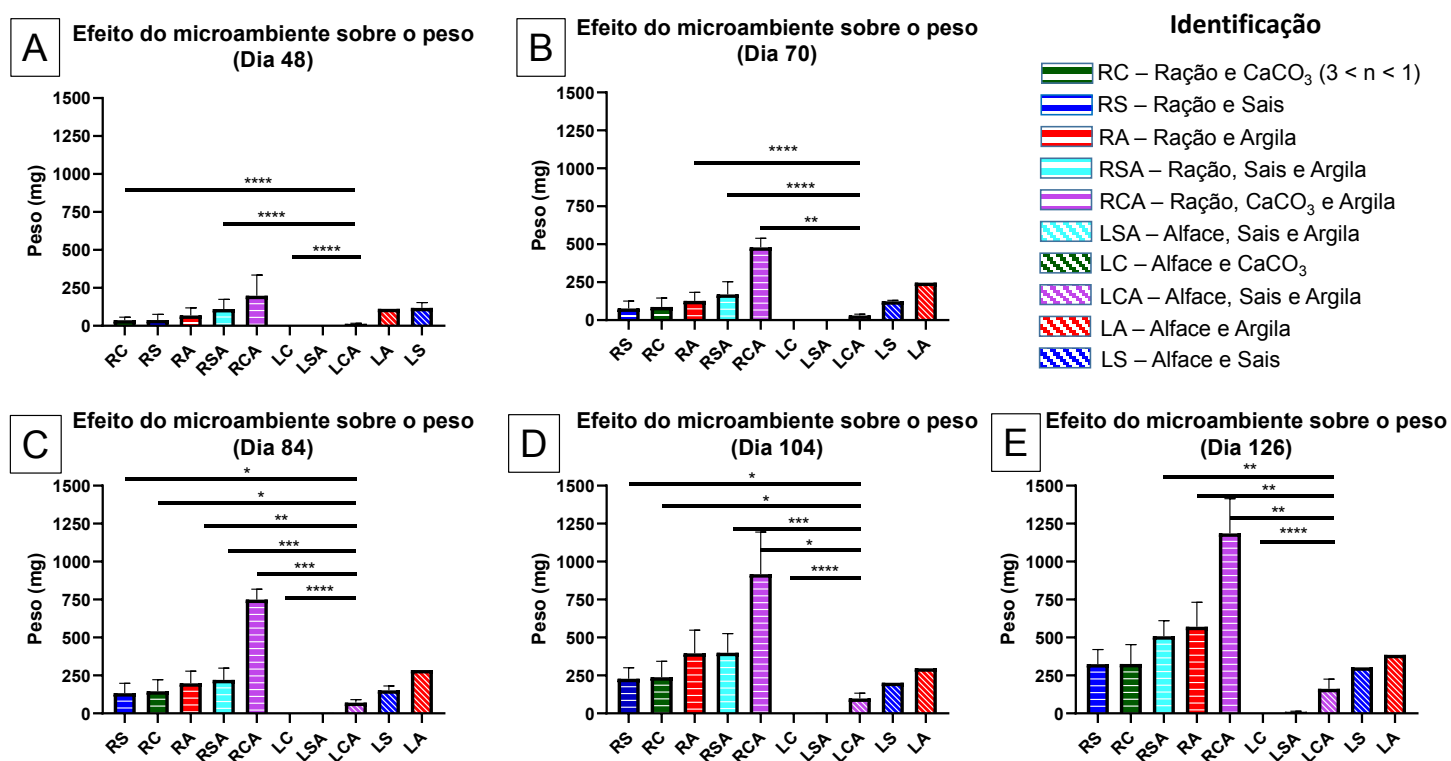 A
Efeito do microambiente sobre o peso
(Dia 48)
Peso (mg)
1500
1250
1000
750
500
250
0
****
****
****
RC
RS
RA
RSA
RCA
LC
LSA
LCA
LA
LS
B
Efeito do microambiente sobre o peso
(Dia 70)
Peso (mg)
1500
1250
1000
750
500
250
0
****
****
**
RS
RC
RA
RSA
RCA
LC
LSA
LCA
LS
LA
Identificação
RC – Ração e CaCO₃ (3 < n < 1)
RS – Ração e Sais
RA – Ração e Argila
RSA – Ração, Sais e Argila
RCA – Ração, CaCO₃ e Argila
LSA – Alface, Sais e Argila
LC – Alface e CaCO₃
LCA – Alface, Sais e Argila
LA – Alface e Argila
LS – Alface e Sais
C
Efeito do microambiente sobre o peso
(Dia 84)
Peso (mg)
1500
1250
1000
750
500
250
0
*
*
**
***
***
****
RS
RC
RA
RSA
RCA
LC
LSA
LCA
LS
LA
D
Efeito do microambiente sobre o peso
(Dia 104)
Peso (mg)
1500
1250
1000
750
500
250
0
*
*
***
*
****
RS
RC
RA
RSA
RCA
LC
LSA
LCA
LS
LA
E
Efeito do microambiente sobre o peso
(Dia 126)
Peso (mg)
1500
1250
1000
750
500
250
0
**
**
**
****
RS
RC
RSA
RA
RCA
LC
LSA
LCA
LS
LA